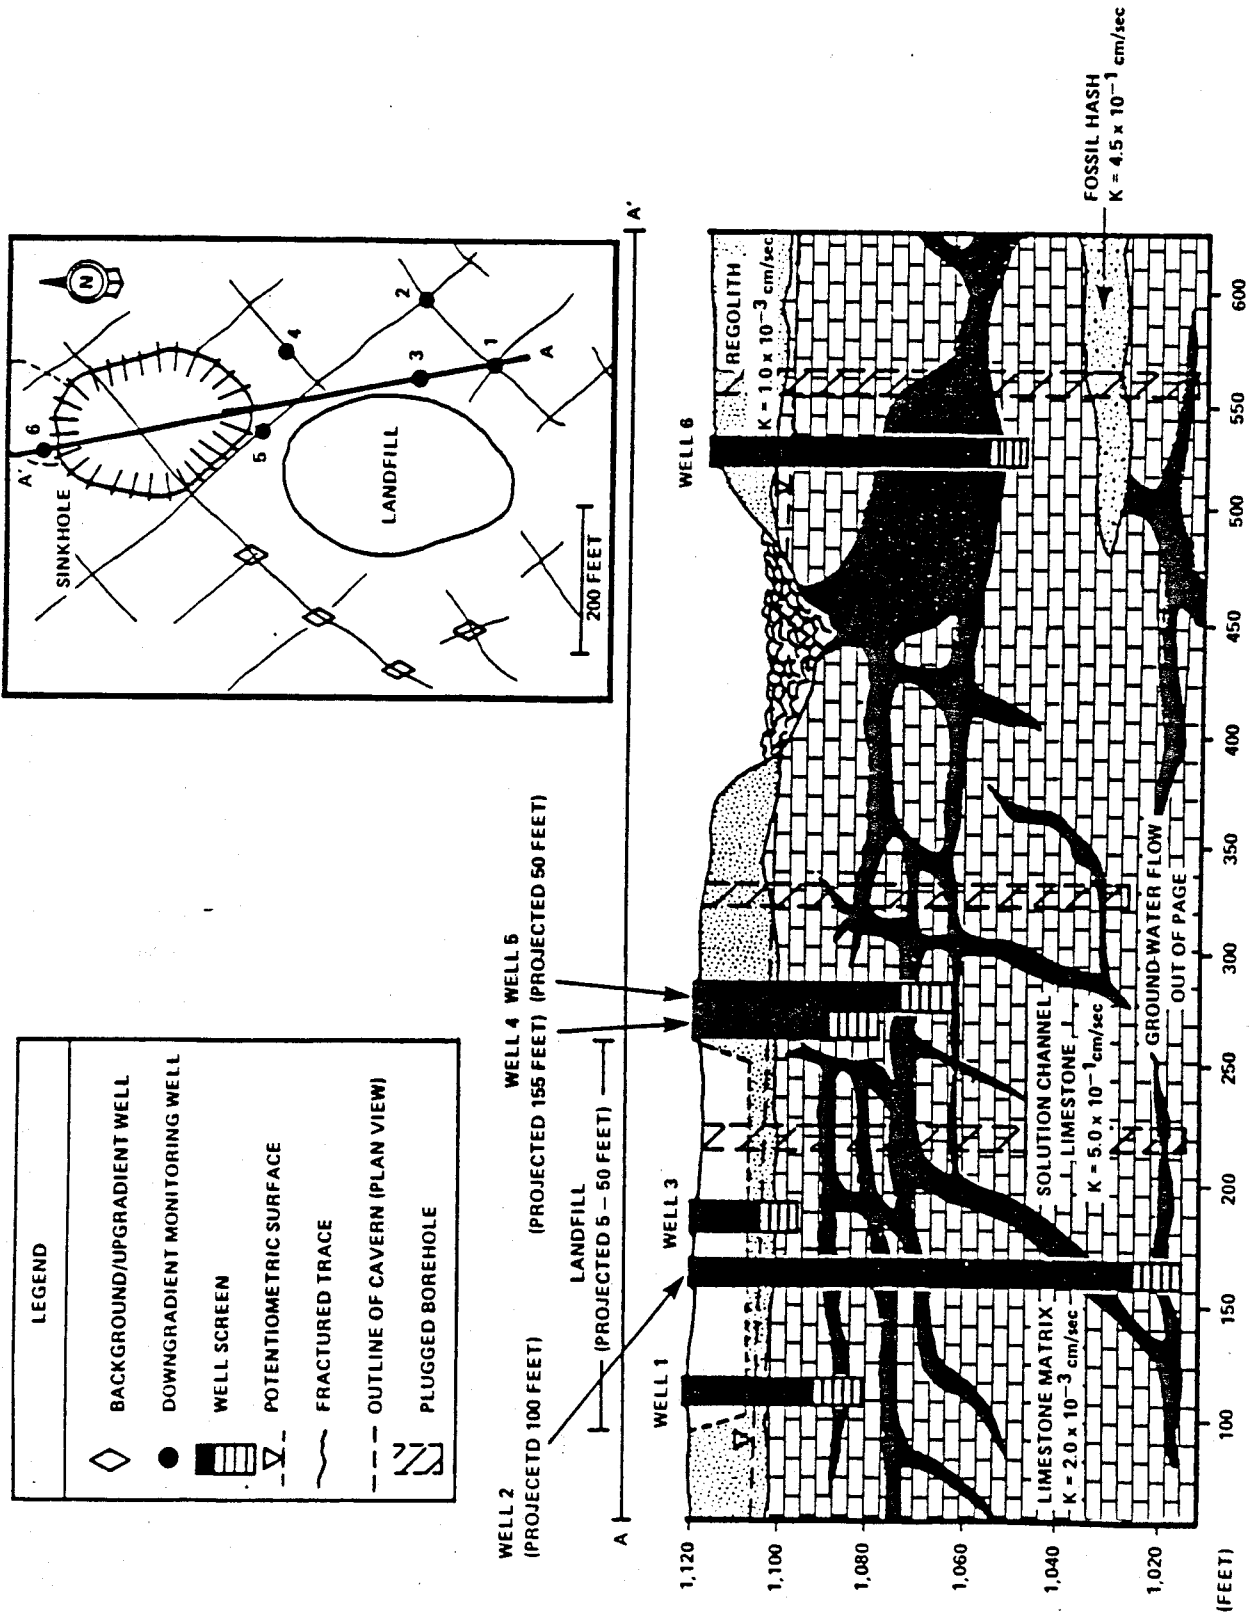 LEGEND
BACKGROUND/UPGRADIENT WELL
DOWNGRADIENT MONITORING WELL
WELL SCREEN
POTENTIOMETRIC SURFACE
FRACTURED TRACE
OUTLINE OF CAVERN (PLAN VIEW)
PLUGGED BOREHOLE
N
SINKHOLE
A'
6
5
4
2
3
1
A
LANDFILL
200 FEET
WELL 2
(PROJECETD 100 FEET)
WELL 4
(PROJECTED 155 FEET)
WELL 5
(PROJECTED 50 FEET)
LANDFILL
(PROJECTED 5 – 50 FEET)
A
A'
WELL 1
WELL 3
WELL 6
REGOLITH
K = 1.0 x 10⁻³ cm/sec
LIMESTONE MATRIX
K = 2.0 x 10⁻³ cm/sec
SOLUTION CHANNEL
LIMESTONE
K = 5.0 x 10⁻¹ cm/sec
GROUND-WATER FLOW
OUT OF PAGE
FOSSIL HASH
K = 4.5 x 10⁻¹ cm/sec
1,120
1,100
1,080
1,060
1,040
1,020
(FEET)
100
150
200
250
300
350
400
450
500
550
600